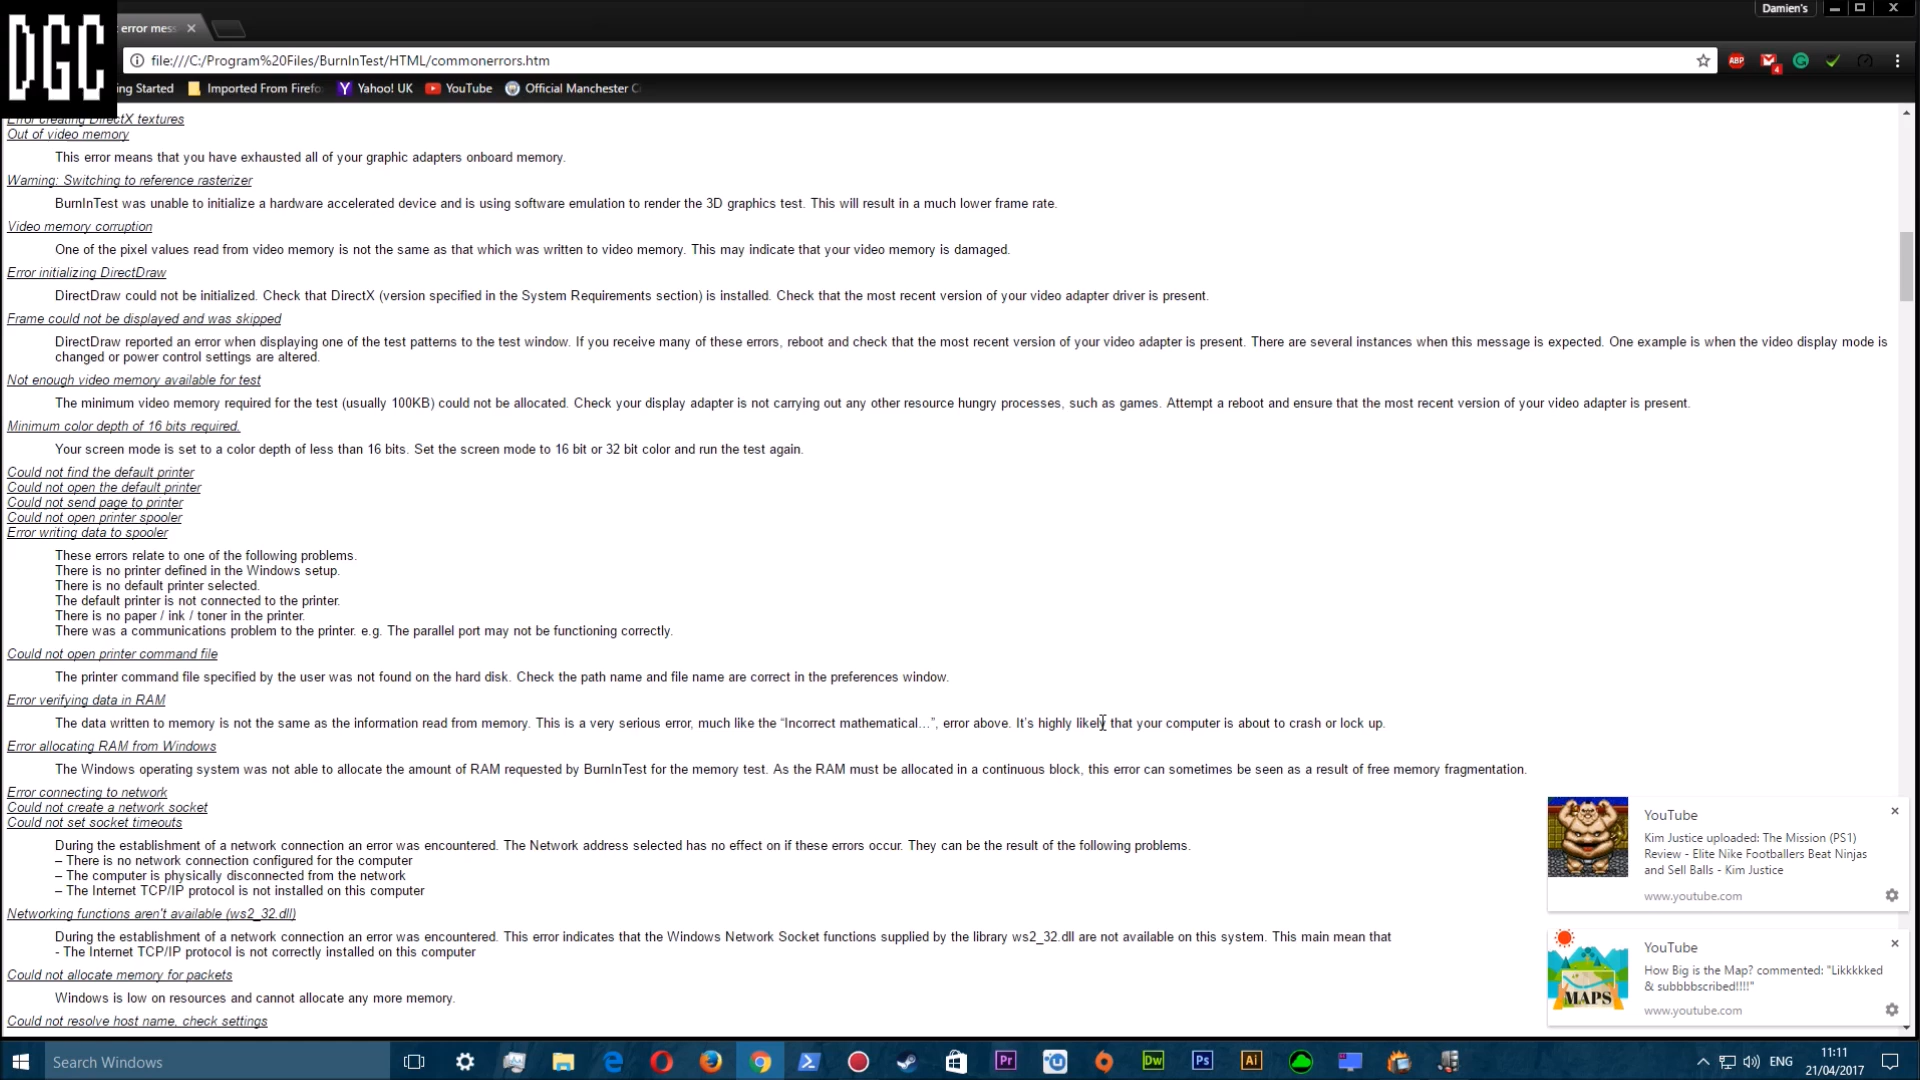 Damien's
DGC
error mess
file:///C:/Program%20Files/BurnInTest/HTML/commonerrors.htm
ABP
4
ing Started
Imported From Firefo
Yahoo! UK
YouTube
Official Manchester C
Error creating DirectX textures
Out of video memory
This error means that you have exhausted all of your graphic adapters onboard memory.
Warning: Switching to reference rasterizer
BurnInTest was unable to initialize a hardware accelerated device and is using software emulation to render the 3D graphics test. This will result in a much lower frame rate.
Video memory corruption
One of the pixel values read from video memory is not the same as that which was written to video memory. This may indicate that your video memory is damaged.
Error initializing DirectDraw
DirectDraw could not be initialized. Check that DirectX (version specified in the System Requirements section) is installed. Check that the most recent version of your video adapter driver is present.
Frame could not be displayed and was skipped
DirectDraw reported an error when displaying one of the test patterns to the test window. If you receive many of these errors, reboot and check that the most recent version of your video adapter is present. There are several instances when this message is expected. One example is when the video display mode is
changed or power control settings are altered.
Not enough video memory available for test
The minimum video memory required for the test (usually 100KB) could not be allocated. Check your display adapter is not carrying out any other resource hungry processes, such as games. Attempt a reboot and ensure that the most recent version of your video adapter is present.
Minimum color depth of 16 bits required.
Your screen mode is set to a color depth of less than 16 bits. Set the screen mode to 16 bit or 32 bit color and run the test again.
Could not find the default printer
Could not open the default printer
Could not send page to printer
Could not open printer spooler
Error writing data to spooler
These errors relate to one of the following problems.
There is no printer defined in the Windows setup.
There is no default printer selected.
The default printer is not connected to the printer.
There is no paper / ink / toner in the printer.
There was a communications problem to the printer. e.g. The parallel port may not be functioning correctly.
Could not open printer command file
The printer command file specified by the user was not found on the hard disk. Check the path name and file name are correct in the preferences window.
Error verifying data in RAM
The data written to memory is not the same as the information read from memory. This is a very serious error, much like the “Incorrect mathematical…”, error above. It’s highly likely that your computer is about to crash or lock up.
Error allocating RAM from Windows
The Windows operating system was not able to allocate the amount of RAM requested by BurnInTest for the memory test. As the RAM must be allocated in a continuous block, this error can sometimes be seen as a result of free memory fragmentation.
Error connecting to network
Could not create a network socket
Could not set socket timeouts
During the establishment of a network connection an error was encountered. The Network address selected has no effect on if these errors occur. They can be the result of the following problems.
– There is no network connection configured for the computer
– The computer is physically disconnected from the network
– The Internet TCP/IP protocol is not installed on this computer
Networking functions aren't available (ws2_32.dll)
During the establishment of a network connection an error was encountered. This error indicates that the Windows Network Socket functions supplied by the library ws2_32.dll are not available on this system. This main mean that
- The Internet TCP/IP protocol is not correctly installed on this computer
Could not allocate memory for packets
Windows is low on resources and cannot allocate any more memory.
Could not resolve host name, check settings
YouTube
Kim Justice uploaded: The Mission (PS1)
Review - Elite Nike Footballers Beat Ninjas
and Sell Balls - Kim Justice
www.youtube.com
MAPS
YouTube
How Big is the Map? commented: "Likkkkked
& subbbbscribed!!!!"
www.youtube.com
Search Windows
Pr
Dw
Ps
Ai
ENG
11:11
21/04/2017